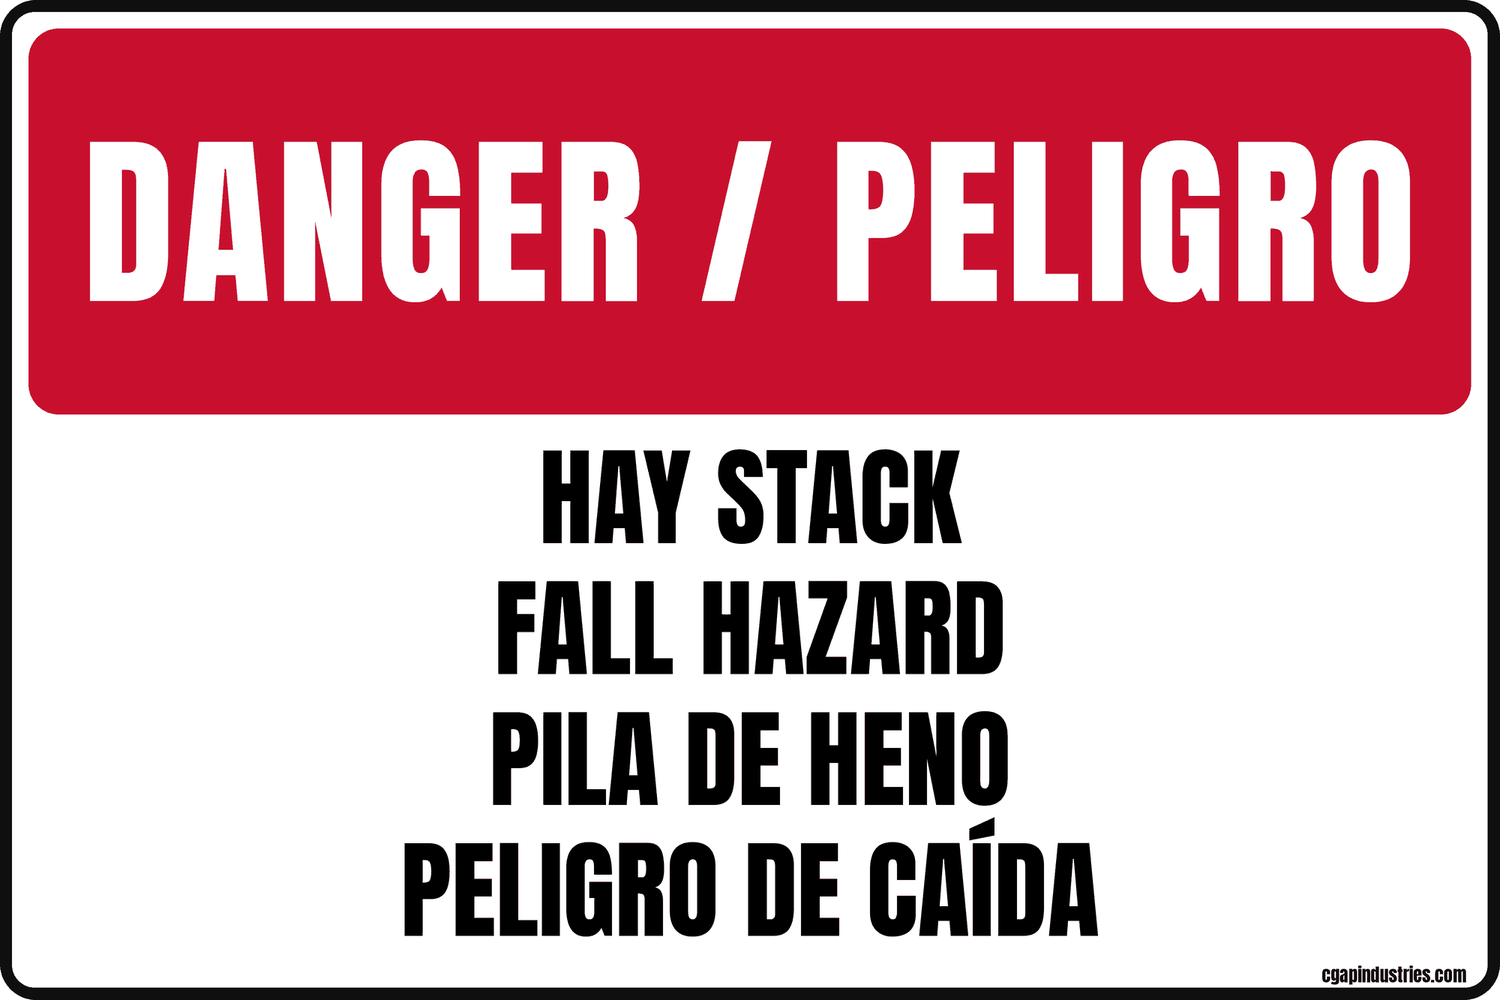 DANGER / PELIGRO
HAY STACK
FALL HAZARD
PILA DE HENO
PELIGRO DE CAÍDA
cgapindustries.com